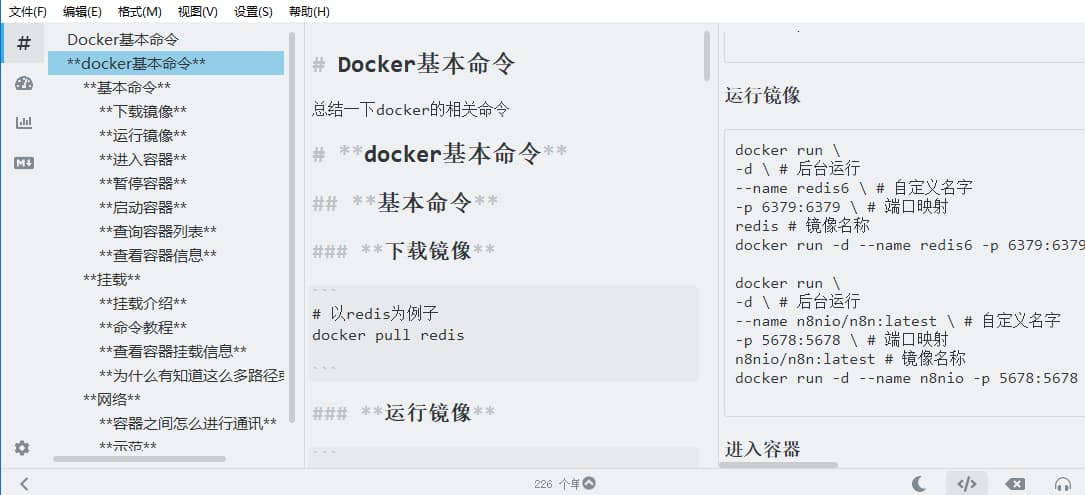 文件(F) 编辑(E) 格式(M) 视图(V) 设置(S) 帮助(H)
Docker基本命令
**docker基本命令**
**基本命令**
**下载镜像**
**运行镜像**
**进入容器**
**暂停容器**
**启动容器**
**查询容器列表**
**查看容器信息**
**挂载**
**挂载介绍**
**命令教程**
**查看容器挂载信息**
**为什么有知道这么多路径
**网络**
**容器之间怎么进行通讯**
**示范**
# Docker基本命令
总结一下docker的相关命令
# **docker基本命令**
## **基本命令**
### **下载镜像**
```
# 以redis为例子
docker pull redis
```
### **运行镜像**
```
运行镜像
docker run \
-d \ # 后台运行
--name redis6 \ # 自定义名字
-p 6379:6379 \ # 端口映射
redis # 镜像名称
docker run -d --name redis6 -p 6379:6379
docker run \
-d \ # 后台运行
--name n8nio/n8n:latest \ # 自定义名字
-p 5678:5678 \ # 端口映射
n8nio/n8n:latest # 镜像名称
docker run -d --name n8nio -p 5678:5678
进入容器
226 个单